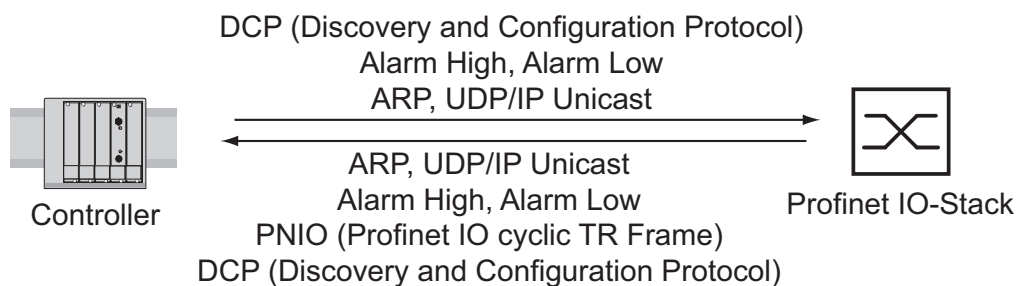 DCP (Discovery and Configuration Protocol)
Alarm High, Alarm Low
ARP, UDP/IP Unicast
ARP, UDP/IP Unicast
Alarm High, Alarm Low
PNIO (Profinet IO cyclic TR Frame)
DCP (Discovery and Configuration Protocol)
Controller
Profinet IO-Stack